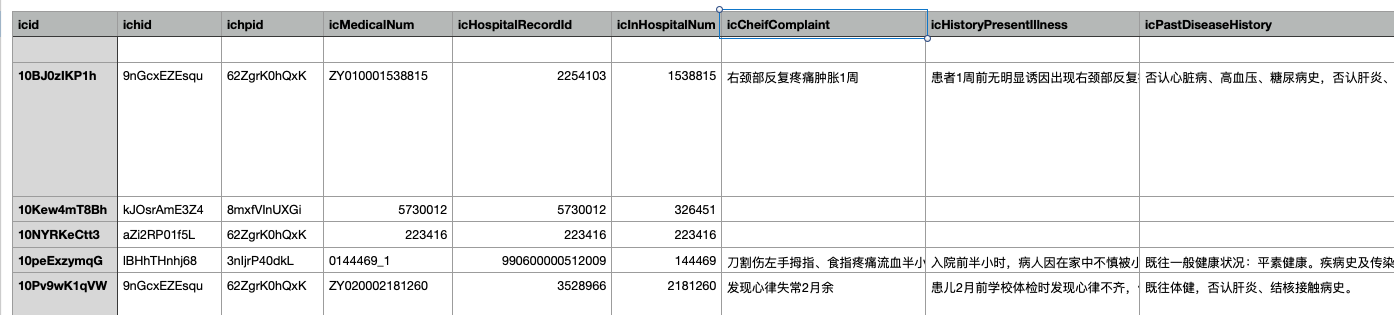 icid ichid ichpid icMedicalNum icHospitalRecordId icInHospitalNum icCheifComplaint icHistoryPresentIllness icPastDiseaseHistory
10BJ0zIKP1h 9nGcxEZEsqu 62ZgrK0hQxK ZY010001538815 2254103 1538815 右颈部反复疼痛肿胀1周 患者1周前无明显诱因出现右颈部反复 否认心脏病、高血压、糖尿病史，否认肝炎、
10Kew4mT8Bh kJOsrAmE3Z4 8mxfVlnUXGi 5730012 5730012 326451
10NYRKeCtt3 aZi2RP01f5L 62ZgrK0hQxK 223416 223416 223416
10peExzymqG IBHhTHnhj68 3nIjrP40dkL 0144469_1 990600000512009 144469 刀割伤左手拇指、食指疼痛流血半小 入院前半小时，病人因在家中不慎被小 既往一般健康状况：平素健康。疾病史及传染
10Pv9wK1qVW 9nGcxEZEsqu 62ZgrK0hQxK ZY020002181260 3528966 2181260 发现心律失常2月余 患儿2月前学校体检时发现心律不齐， 既往体健，否认肝炎、结核接触病史。